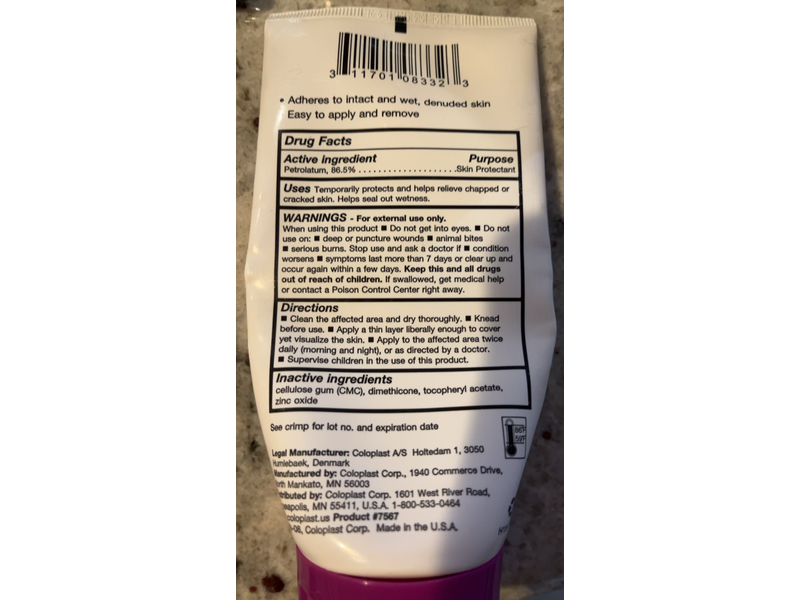 3 11701 08332 3
• Adheres to intact and wet, denuded skin
Easy to apply and remove
Drug Facts
Active Ingredient Purpose
Petrolatum, 86.5% ....................Skin Protectant
Uses Temporarily protects and helps relieve chapped or
cracked skin. Helps seal out wetness.
WARNINGS - For external use only.
When using this product ■ Do not get into eyes. ■ Do not
use on: ■ deep or puncture wounds ■ animal bites
■ serious burns. Stop use and ask a doctor if ■ condition
worsens ■ symptoms last more than 7 days or clear up and
occur again within a few days. Keep this and all drugs
out of reach of children. If swallowed, get medical help
or contact a Poison Control Center right away.
Directions
■ Clean the affected area and dry thoroughly. ■ Knead
before use. ■ Apply a thin layer liberally enough to cover
yet visualize the skin. ■ Apply to the affected area twice
daily (morning and night), or as directed by a doctor.
■ Supervise children in the use of this product.
Inactive ingredients
cellulose gum (CMC), dimethicone, tocopheryl acetate,
zinc oxide
See crimp for lot no. and expiration date
Legal Manufacturer: Coloplast A/S Holtedam 1, 3050
Humlebaek, Denmark
Manufactured by: Coloplast Corp., 1940 Commerce Drive,
Mankato, MN 56003
by: Coloplast Corp. 1601 West River Road,
MN 55411, U.S.A. 1-800-533-0464
coloplast.us Product #7567
Coloplast Corp. Made in the U.S.A.